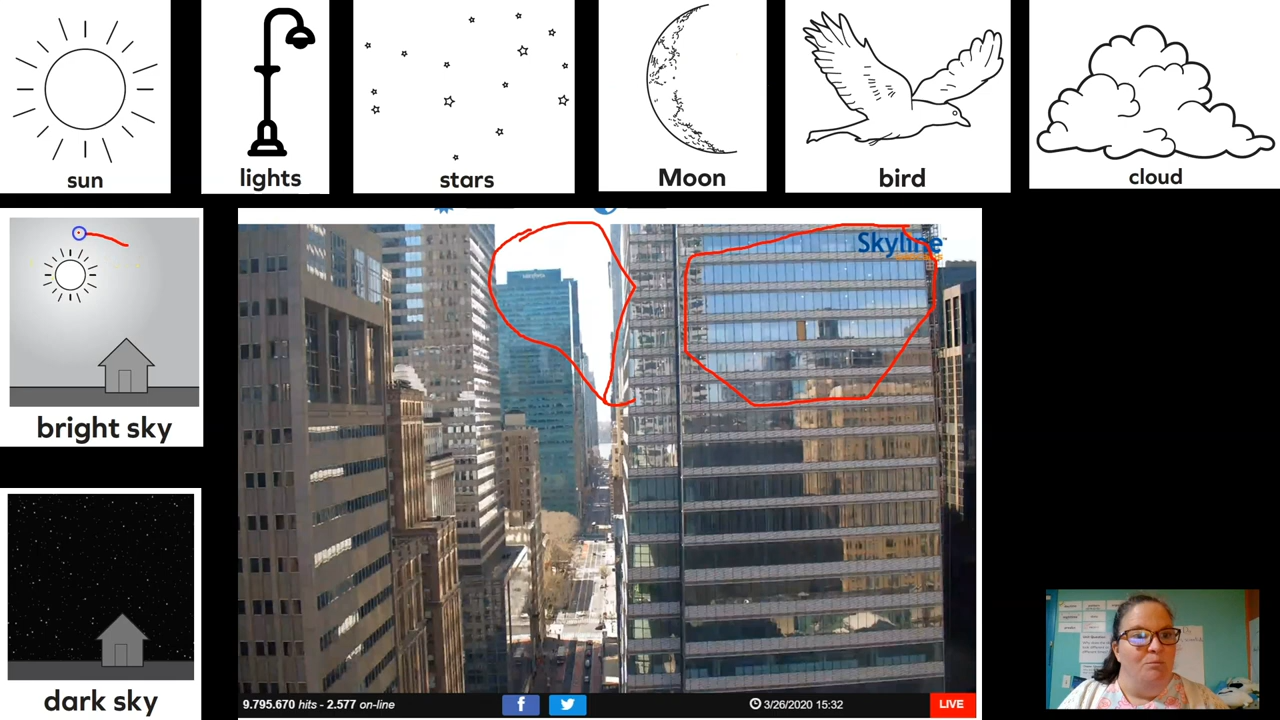 sun
lights
stars
Moon
bird
cloud
bright sky
dark sky
Skyline
9.795.670 hits - 2.577 on-line
3/26/2020 15:32
LIVE